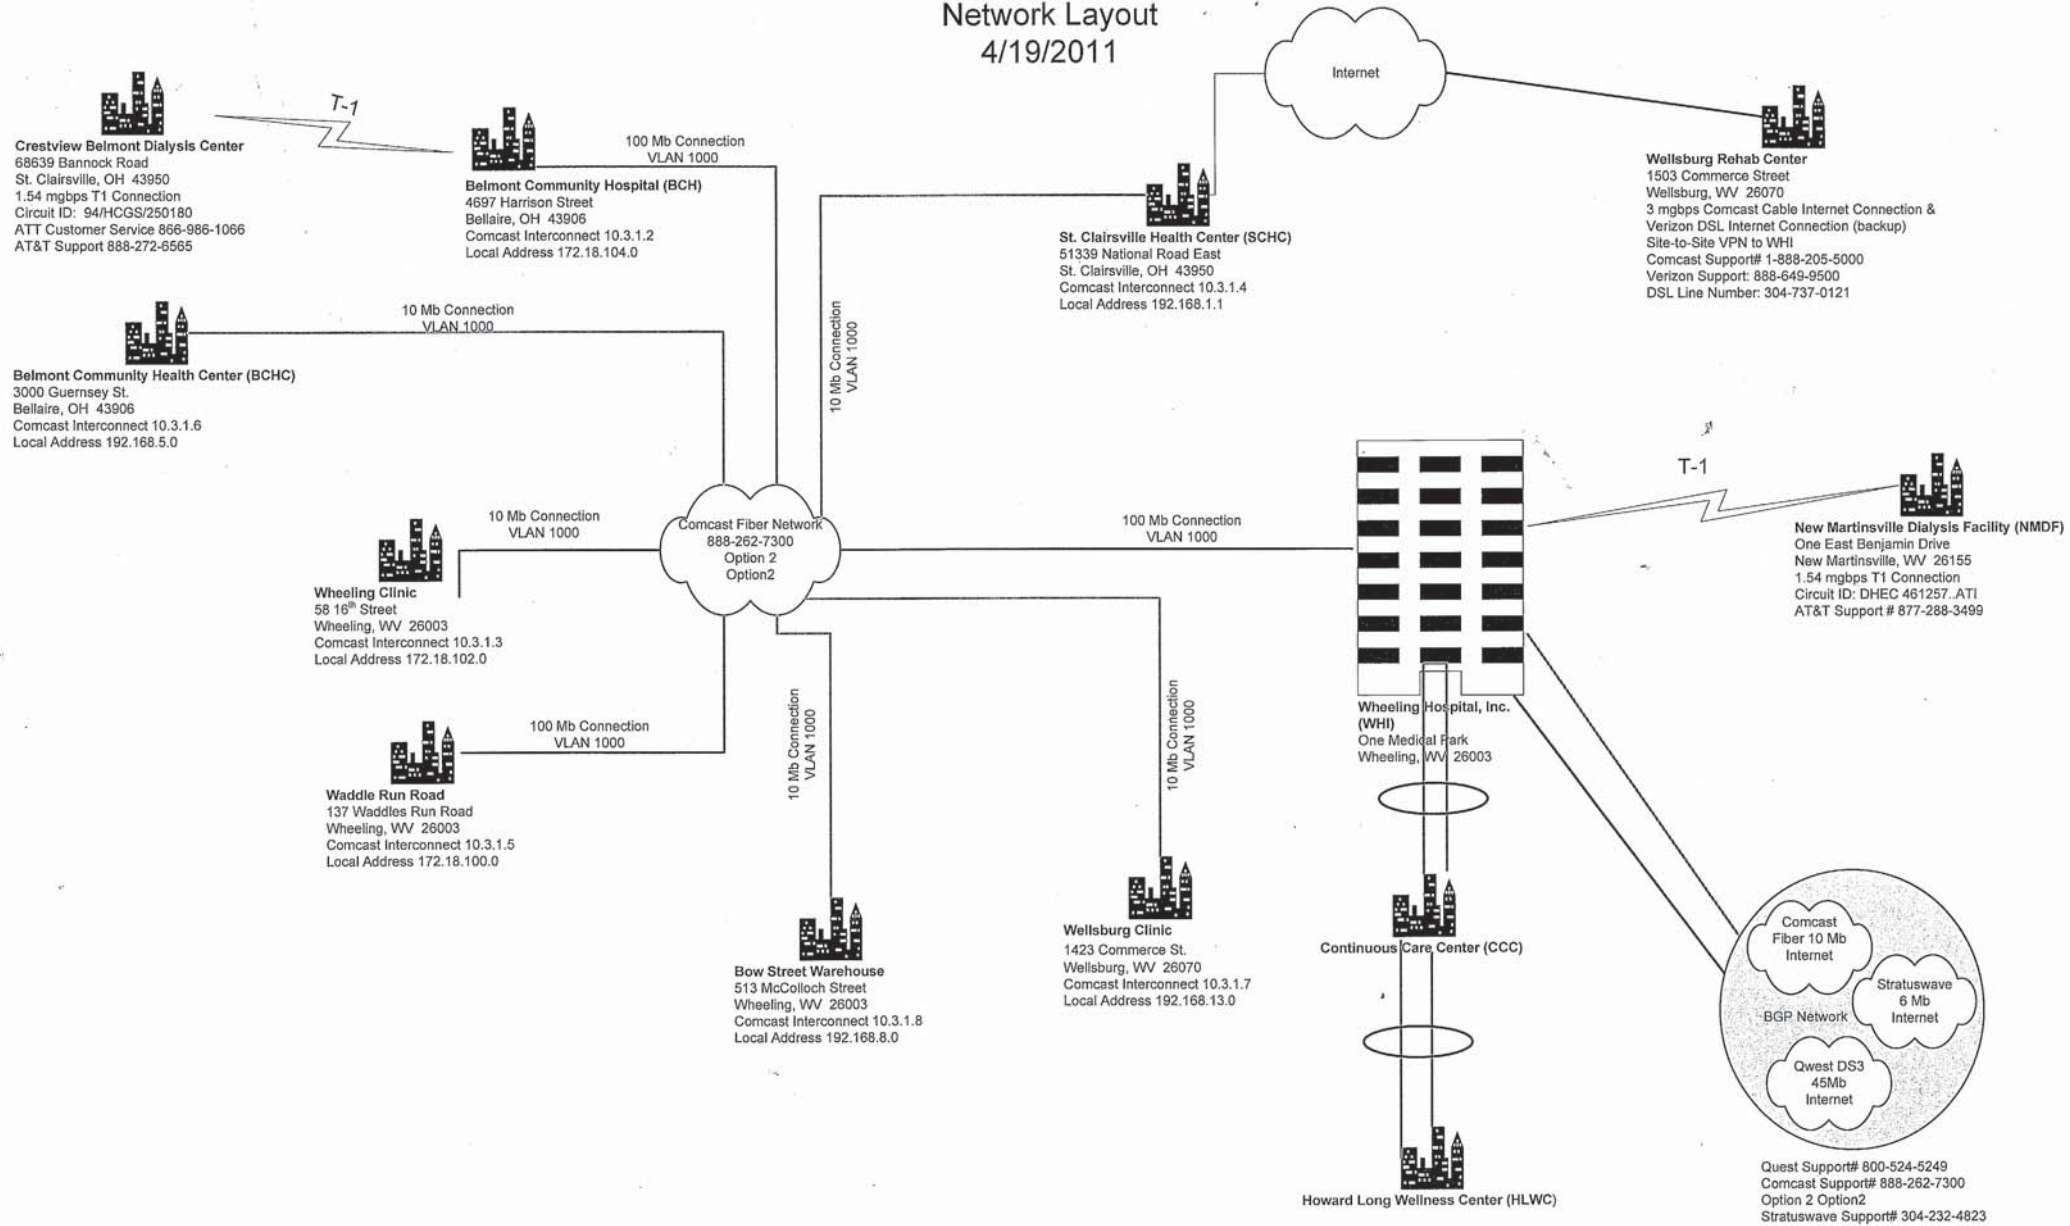 Network Layout
4/19/2011
Internet
T-1
Crestview Belmont Dialysis Center
68639 Bannock Road
St. Clairsville, OH 43950
1.54 mgbps T1 Connection
Circuit ID: 94/HCGS/250180
ATT Customer Service 866-986-1066
AT&T Support 888-272-6565
100 Mb Connection
VLAN 1000
Belmont Community Hospital (BCH)
4697 Harrison Street
Bellaire, OH 43906
Comcast Interconnect 10.3.1.2
Local Address 172.18.104.0
St. Clairsville Health Center (SCHC)
51339 National Road East
St. Clairsville, OH 43950
Comcast Interconnect 10.3.1.4
Local Address 192.168.1.1
Wellsburg Rehab Center
1503 Commerce Street
Wellsburg, WV 26070
3 mgbps Comcast Cable Internet Connection &
Verizon DSL Internet Connection (backup)
Site-to-Site VPN to WHI
Comcast Support# 1-888-205-5000
Verizon Support: 888-649-9500
DSL Line Number: 304-737-0121
10 Mb Connection
VLAN 1000
Belmont Community Health Center (BCHC)
3000 Guernsey St.
Bellaire, OH 43906
Comcast Interconnect 10.3.1.6
Local Address 192.168.5.0
10 Mb Connection
VLAN 1000
10 Mb Connection
VLAN 1000
Comcast Fiber Network
888-262-7300
Option 2
Option2
100 Mb Connection
VLAN 1000
T-1
New Martinsville Dialysis Facility (NMDF)
One East Benjamin Drive
New Martinsville, WV 26155
1.54 mgbps T1 Connection
Circuit ID: DHEC 461257..ATI
AT&T Support # 877-288-3499
Wheeling Clinic
58 16th Street
Wheeling, WV 26003
Comcast Interconnect 10.3.1.3
Local Address 172.18.102.0
100 Mb Connection
VLAN 1000
Waddle Run Road
137 Waddles Run Road
Wheeling, WV 26003
Comcast Interconnect 10.3.1.5
Local Address 172.18.100.0
10 Mb Connection
VLAN 1000
10 Mb Connection
VLAN 1000
Wheeling Hospital, Inc.
(WHI)
One Medical Park
Wheeling, WV 26003
Bow Street Warehouse
513 McColloch Street
Wheeling, WV 26003
Comcast Interconnect 10.3.1.8
Local Address 192.168.8.0
Wellsburg Clinic
1423 Commerce St.
Wellsburg, WV 26070
Comcast Interconnect 10.3.1.7
Local Address 192.168.13.0
Continuous Care Center (CCC)
Howard Long Wellness Center (HLWC)
Comcast
Fiber 10 Mb
Internet
Stratuswave
6 Mb
Internet
BGP Network
Qwest DS3
45Mb
Internet
Quest Support# 800-524-5249
Comcast Support# 888-262-7300
Option 2 Option2
Stratuswave Support# 304-232-4823